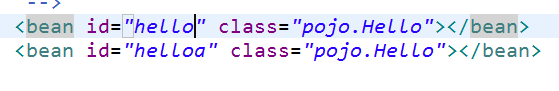 -->
<bean id="hello" class="pojo.Hello"></bean>
<bean id="helloa" class="pojo.Hello"></bean>